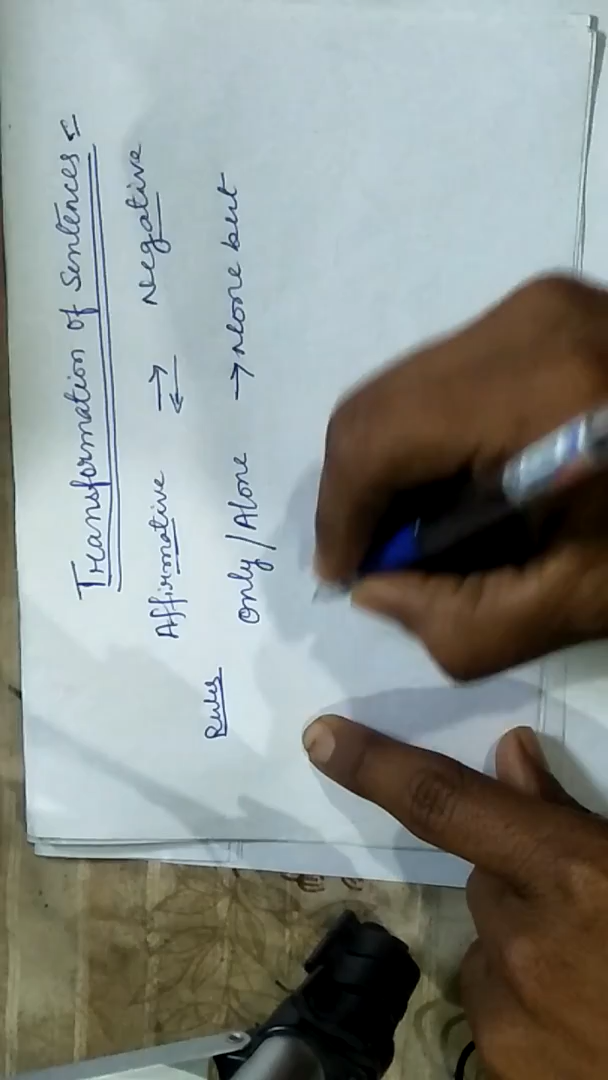 Transformation of Sentences :-
Affirmative ⇄ Negative
Rules
Only / Alone → None but